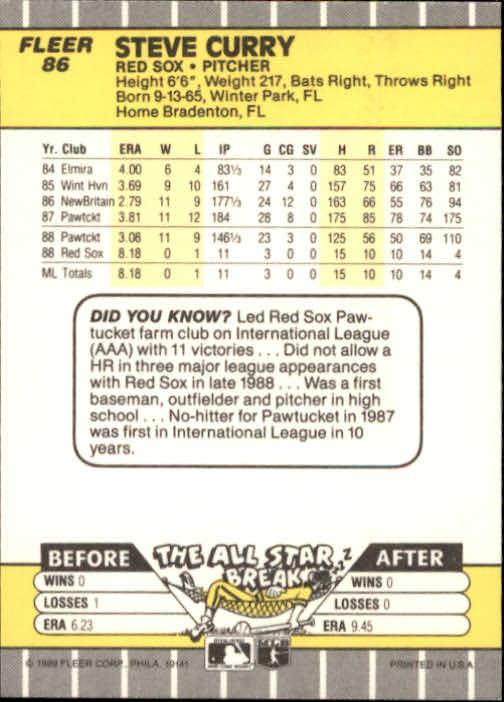 FLEER
86
STEVE CURRY
RED SOX • PITCHER
Height 6'6", Weight 217, Bats Right, Throws Right
Born 9-13-65, Winter Park, FL
Home Bradenton, FL
Yr. Club ERA W L IP G CG SV H R ER BB SO
84 Elmira 4.00 6 4 83⅓ 14 3 0 83 51 37 35 82
85 Wint Hvn 3.69 9 10 161 27 4 0 157 75 66 63 81
86 NewBritain 2.79 11 9 177⅓ 24 12 0 163 66 55 76 94
87 Pawtckt 3.81 11 12 184 28 8 0 175 85 78 74 175
88 Pawtckt 3.08 11 9 146⅓ 23 3 0 125 56 50 69 110
88 Red Sox 8.18 0 1 11 3 0 0 15 10 10 14 4
ML Totals 8.18 0 1 11 3 0 0 15 10 10 14 4
DID YOU KNOW? Led Red Sox Paw-
tucket farm club on International League
(AAA) with 11 victories . . . Did not allow a
HR in three major league appearances
with Red Sox in late 1988 . . . Was a first
baseman, outfielder and pitcher in high
school . . . No-hitter for Pawtucket in 1987
was first in International League in 10
years.
BEFORE
THE ALL STAR
BREAK
ZZZ
AFTER
WINS 0
LOSSES 1
ERA 6.23
WINS 0
LOSSES 0
ERA 9.45
© 1989 FLEER CORP., PHILA. 19141
PRINTED IN U.S.A.